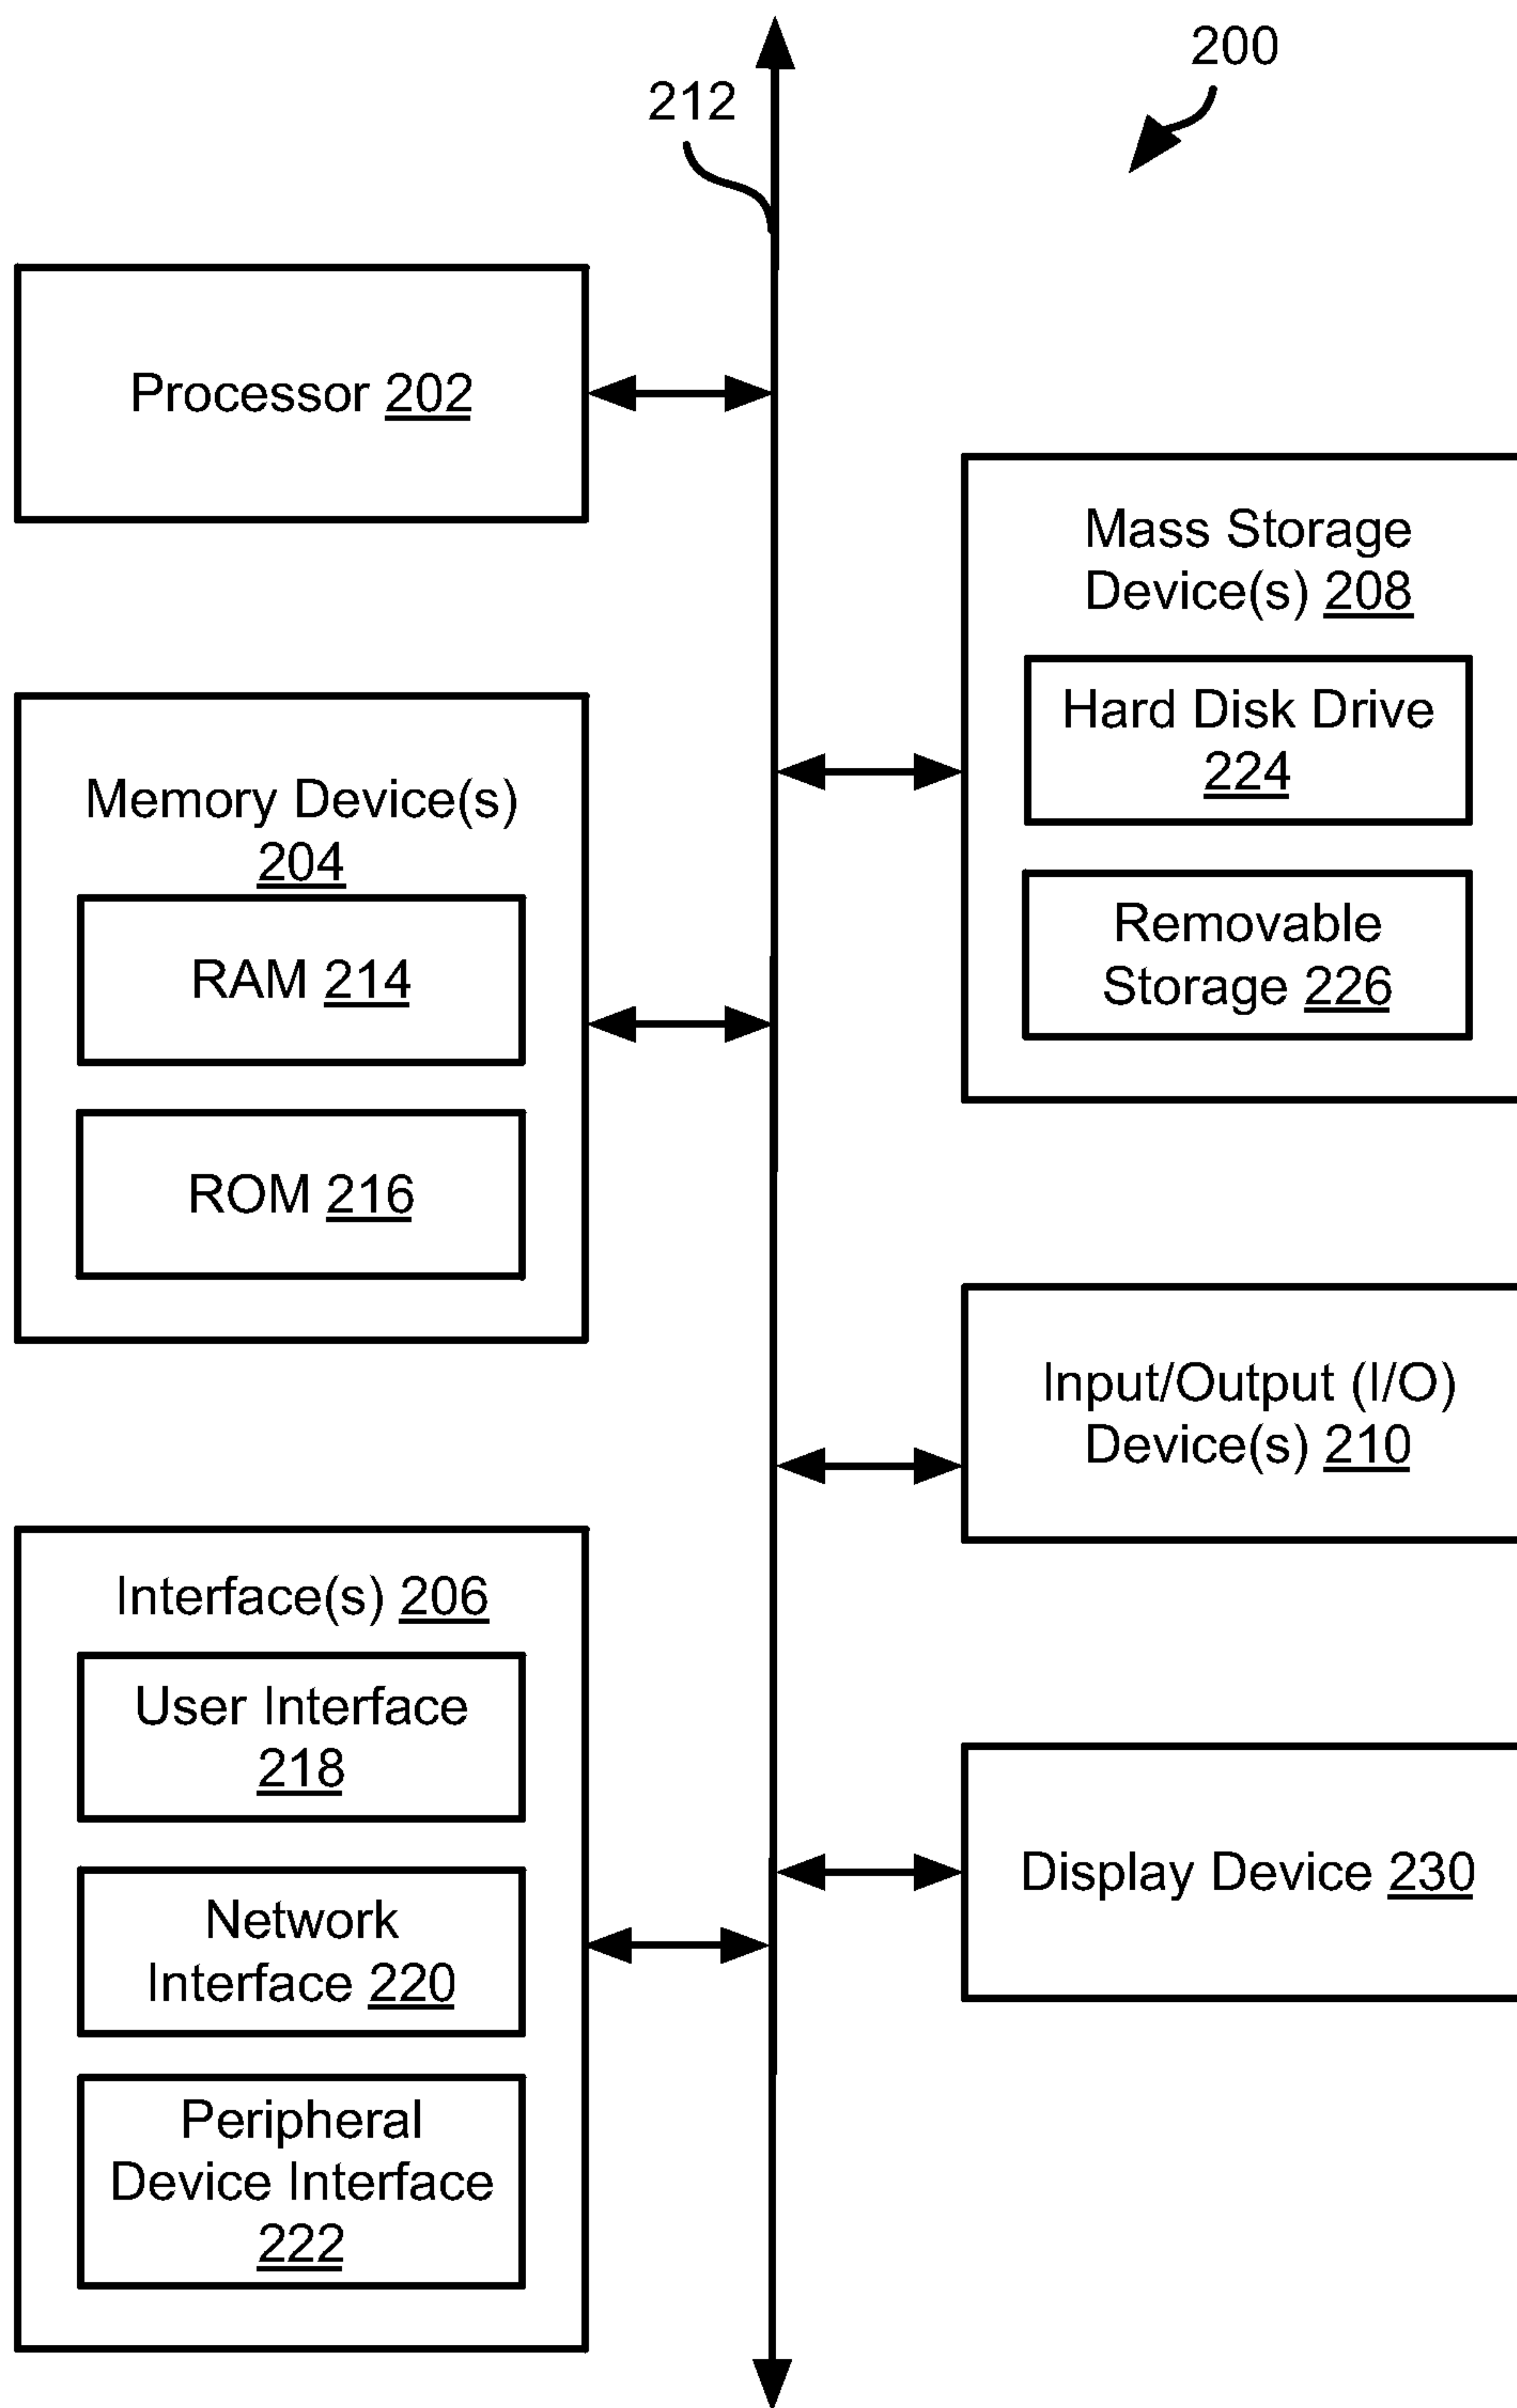 200
212
Processor 202
Mass Storage
Device(s) 208
Hard Disk Drive
224
Removable
Storage 226
Memory Device(s)
204
RAM 214
ROM 216
Input/Output (I/O)
Device(s) 210
Interface(s) 206
User Interface
218
Network
Interface 220
Peripheral
Device Interface
222
Display Device 230